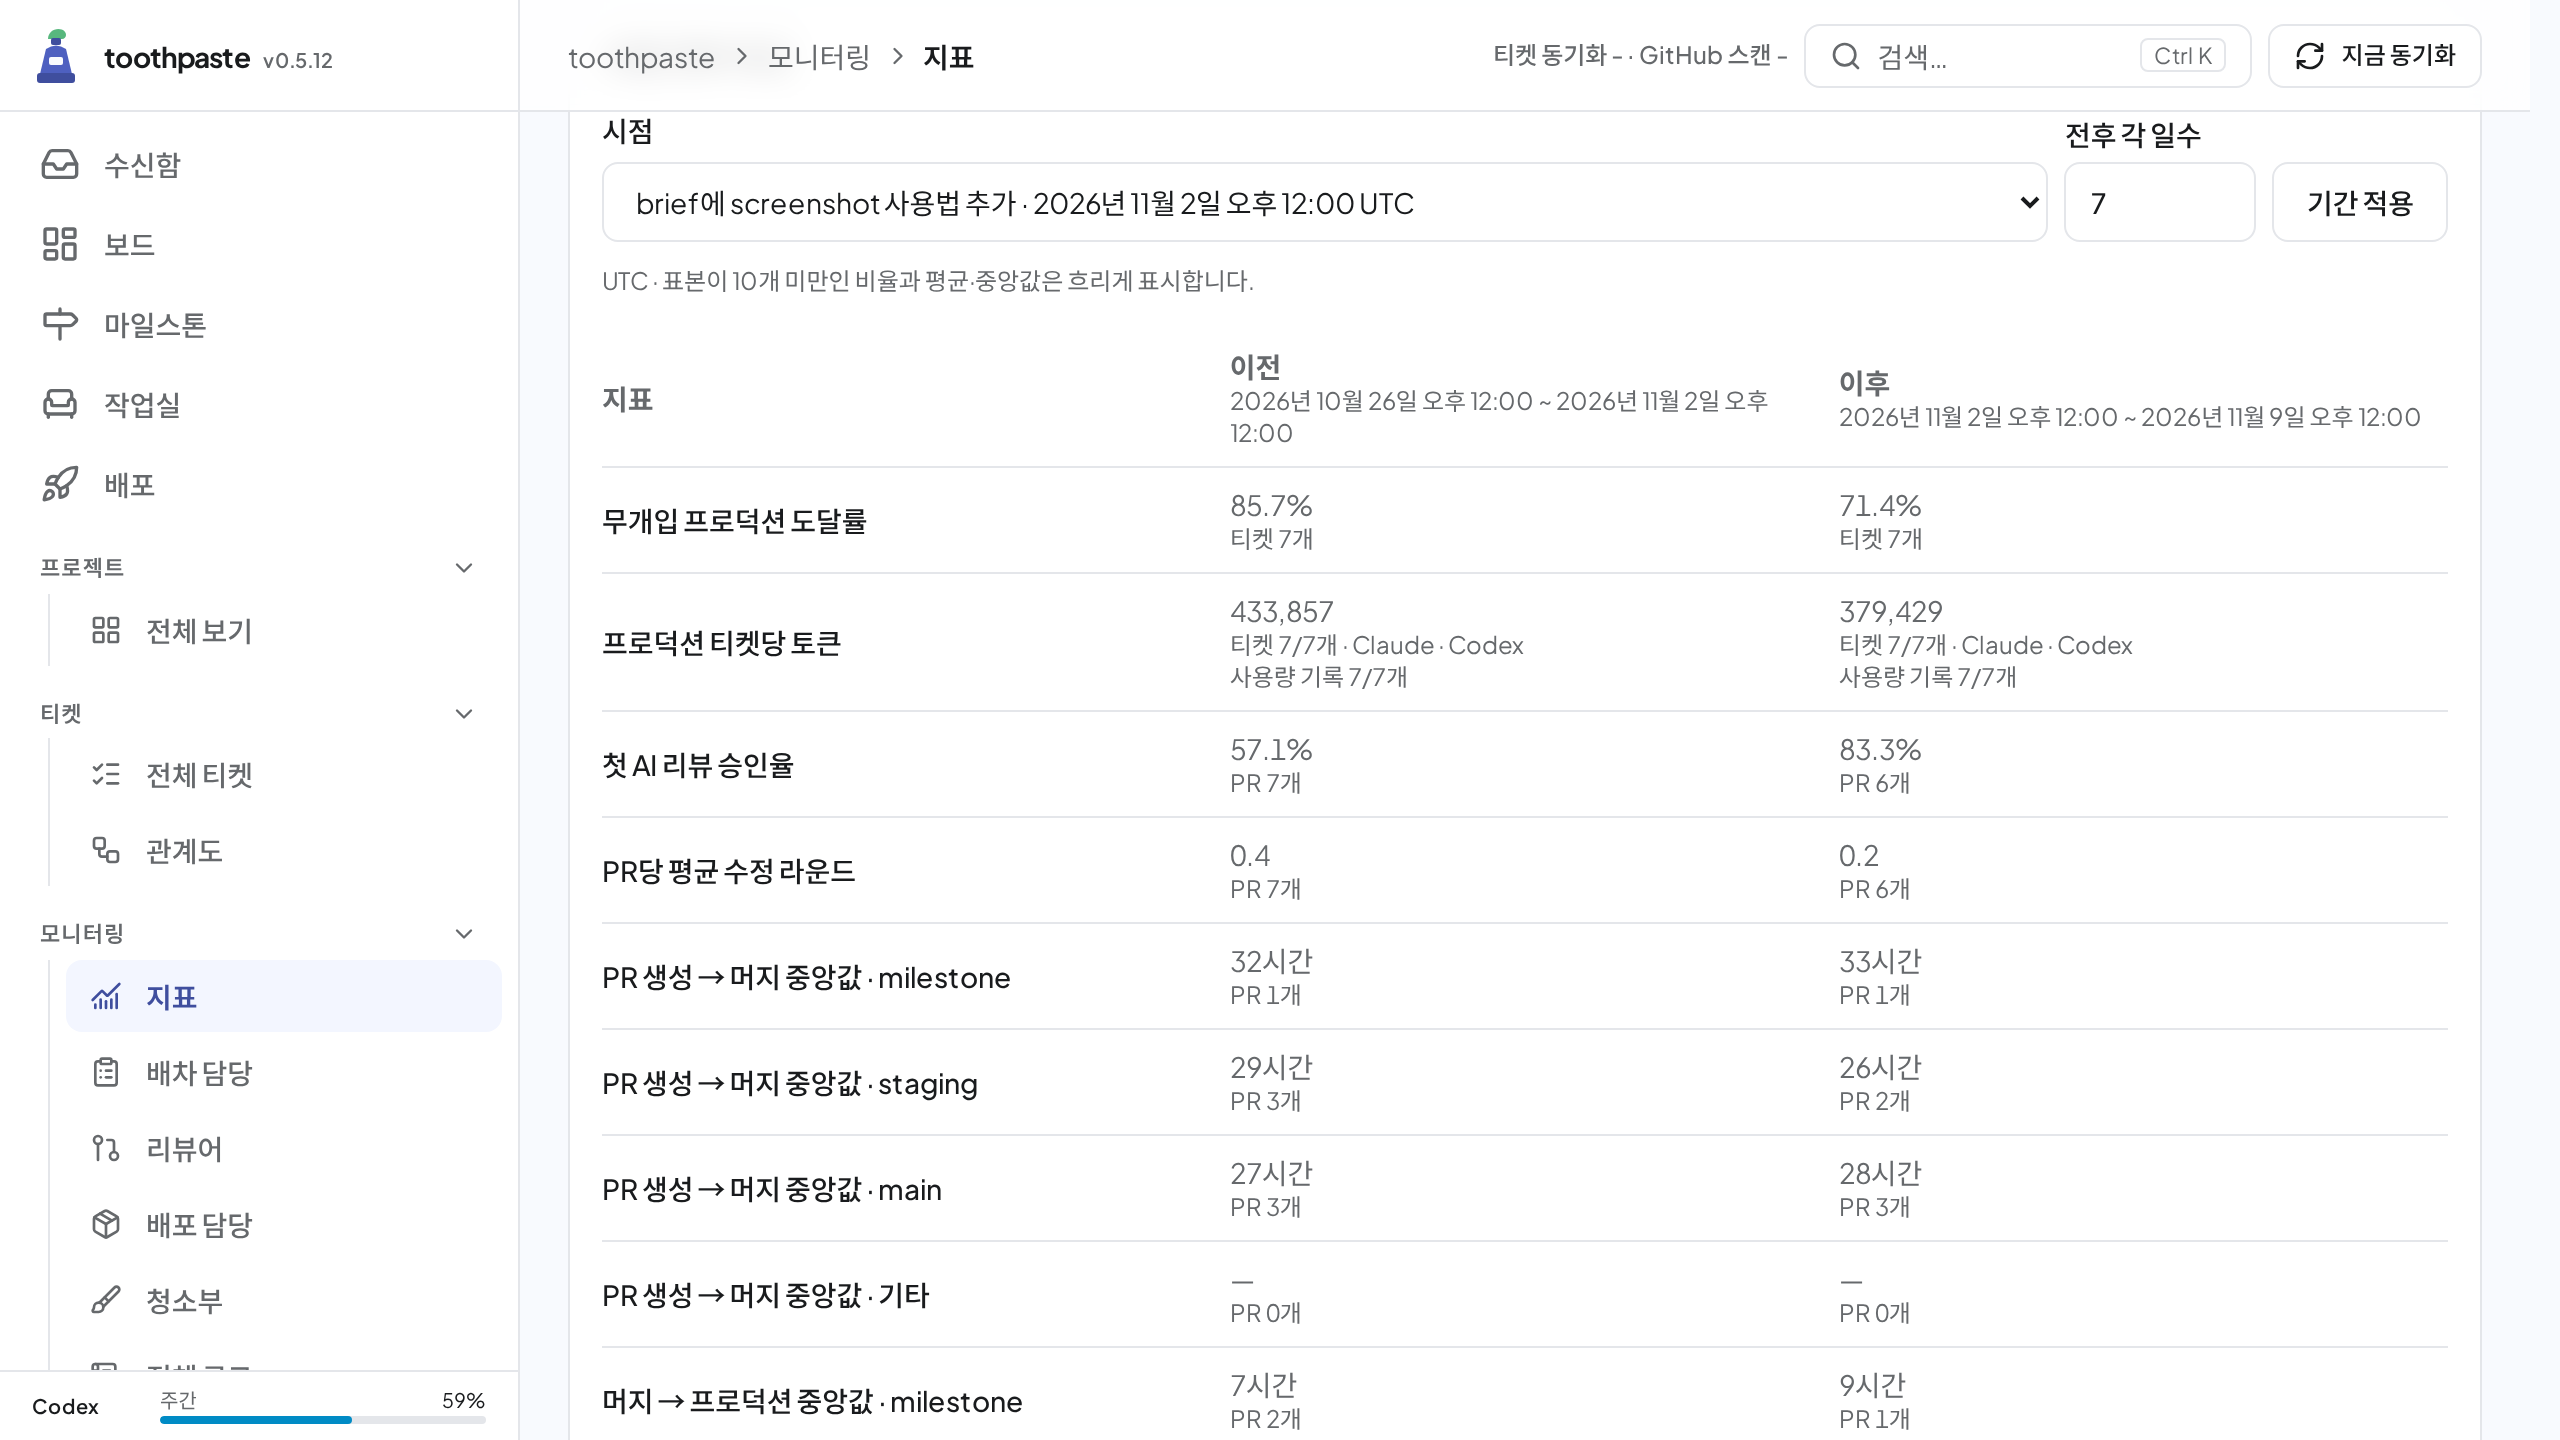 toothpaste v0.5.12
수신함
보드
마일스톤
작업실
배포
프로젝트
전체 보기
티켓
전체 티켓
관계도
모니터링
지표
배차 담당
리뷰어
배포 담당
청소부
Codex
주간
59%
toothpaste > 모니터링 > 지표
티켓 동기화 - · GitHub 스캔 -
검색...
Ctrl K
지금 동기화
시점
전후 각 일수
brief에 screenshot 사용법 추가 · 2026년 11월 2일 오후 12:00 UTC
7
기간 적용
UTC · 표본이 10개 미만인 비율과 평균·중앙값은 흐리게 표시합니다.
지표
이전
2026년 10월 26일 오후 12:00 ~ 2026년 11월 2일 오후
12:00
이후
2026년 11월 2일 오후 12:00 ~ 2026년 11월 9일 오후 12:00
무개입 프로덕션 도달률
85.7%
티켓 7개
71.4%
티켓 7개
프로덕션 티켓당 토큰
433,857
티켓 7/7개 · Claude · Codex
사용량 기록 7/7개
379,429
티켓 7/7개 · Claude · Codex
사용량 기록 7/7개
첫 AI 리뷰 승인율
57.1%
PR 7개
83.3%
PR 6개
PR당 평균 수정 라운드
0.4
PR 7개
0.2
PR 6개
PR 생성 → 머지 중앙값 · milestone
32시간
PR 1개
33시간
PR 1개
PR 생성 → 머지 중앙값 · staging
29시간
PR 3개
26시간
PR 2개
PR 생성 → 머지 중앙값 · main
27시간
PR 3개
28시간
PR 3개
PR 생성 → 머지 중앙값 · 기타
—
PR 0개
—
PR 0개
머지 → 프로덕션 중앙값 · milestone
7시간
PR 2개
9시간
PR 1개